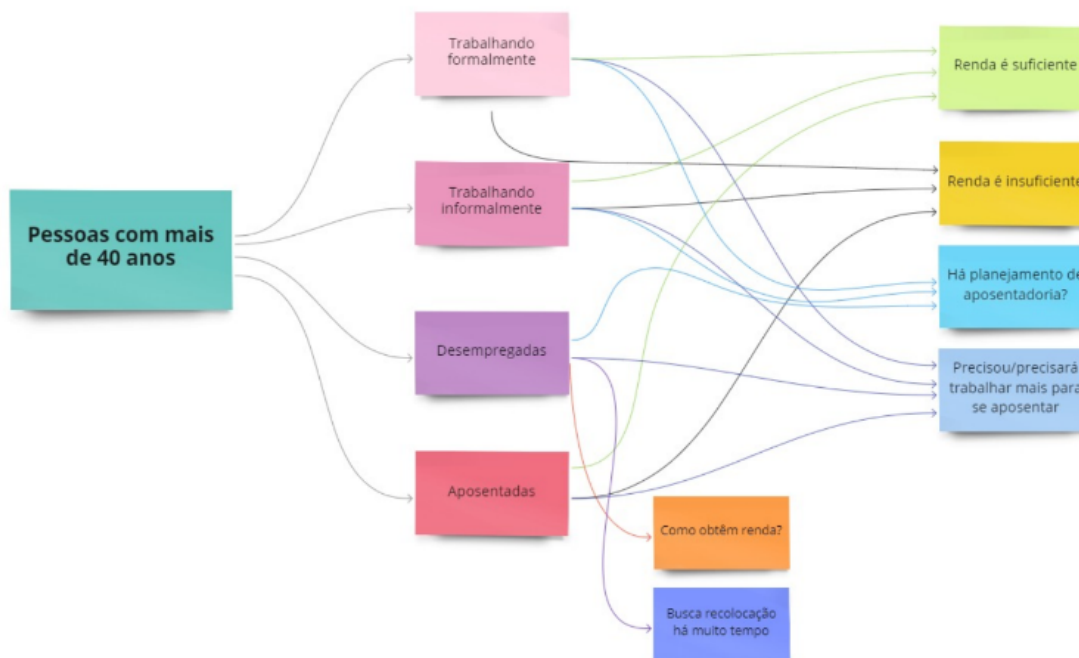 Pessoas com mais
de 40 anos
Trabalhando
formalmente
Trabalhando
informalmente
Desempregadas
Aposentadas
Renda é suficiente
Renda é insuficiente
Há planejamento de
aposentadoria?
Precisou/precisará
trabalhar mais para
se aposentar
Como obtêm renda?
Busca recolocação
há muito tempo